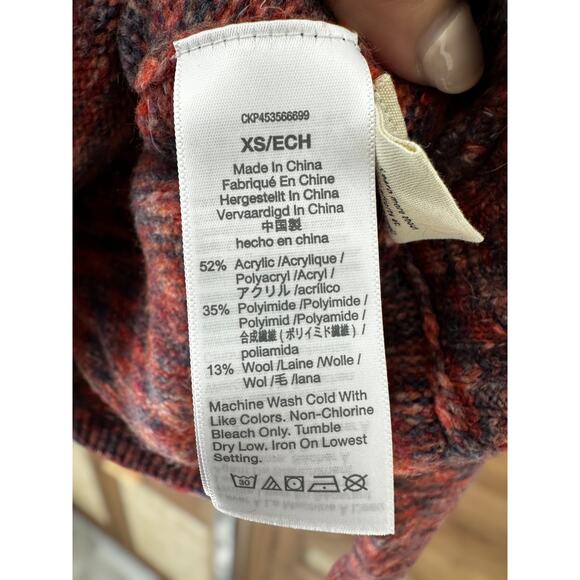 CKP453566699
XS/ECH
Made In China
Fabriqué En Chine
Hergestellt In China
Vervaardigd In China
中国製
hecho en china
52% Acrylic /Acrylique /
Polyacryl /Acryl /
アクリル /acrílico
35% Polyimide /Polyimide /
Polyimid /Polyamide /
合成繊維 ( ポリイミド繊維 ) /
poliamida
13% Wool /Laine /Wolle /
Wol /毛 /lana
Machine Wash Cold With
Like Colors. Non-Chlorine
Bleach Only. Tumble
Dry Low. Iron On Lowest
Setting.
30